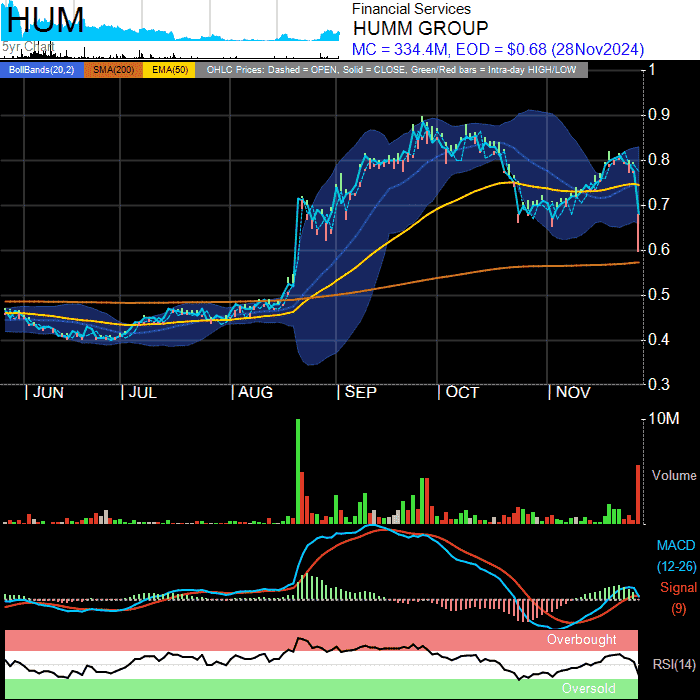 HUM
5yr Chart
Financial Services
HUMM GROUP
MC = 334.4M, EOD = $0.68 (28Nov2024)
BollBands(20,2) SMA(200) EMA(50) OHLC Prices: Dashed = OPEN, Solid = CLOSE, Green/Red bars = Intra-day HIGH/LOW
1
0.9
0.8
0.7
0.6
0.5
0.4
0.3
JUN JUL AUG SEP OCT NOV
10M
Volume
MACD
(12-26)
Signal
(9)
Overbought
RSI(14)
Oversold